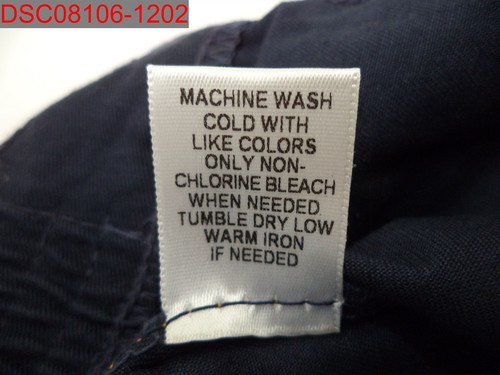 DSC08106-1202
MACHINE WASH
COLD WITH
LIKE COLORS
ONLY NON-
CHLORINE BLEACH
WHEN NEEDED
TUMBLE DRY LOW
WARM IRON
IF NEEDED